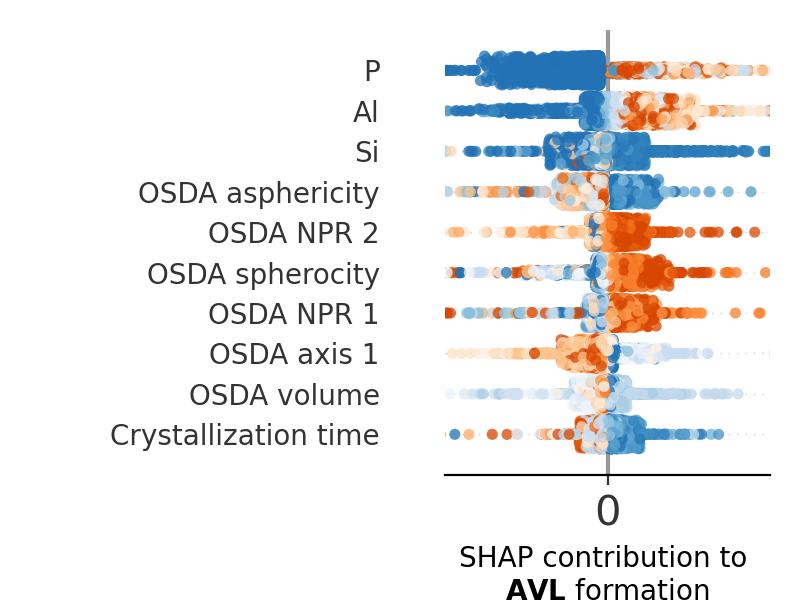 P
Al
Si
OSDA asphericity
OSDA NPR 2
OSDA spherocity
OSDA NPR 1
OSDA axis 1
OSDA volume
Crystallization time
0
SHAP contribution to
AVL formation